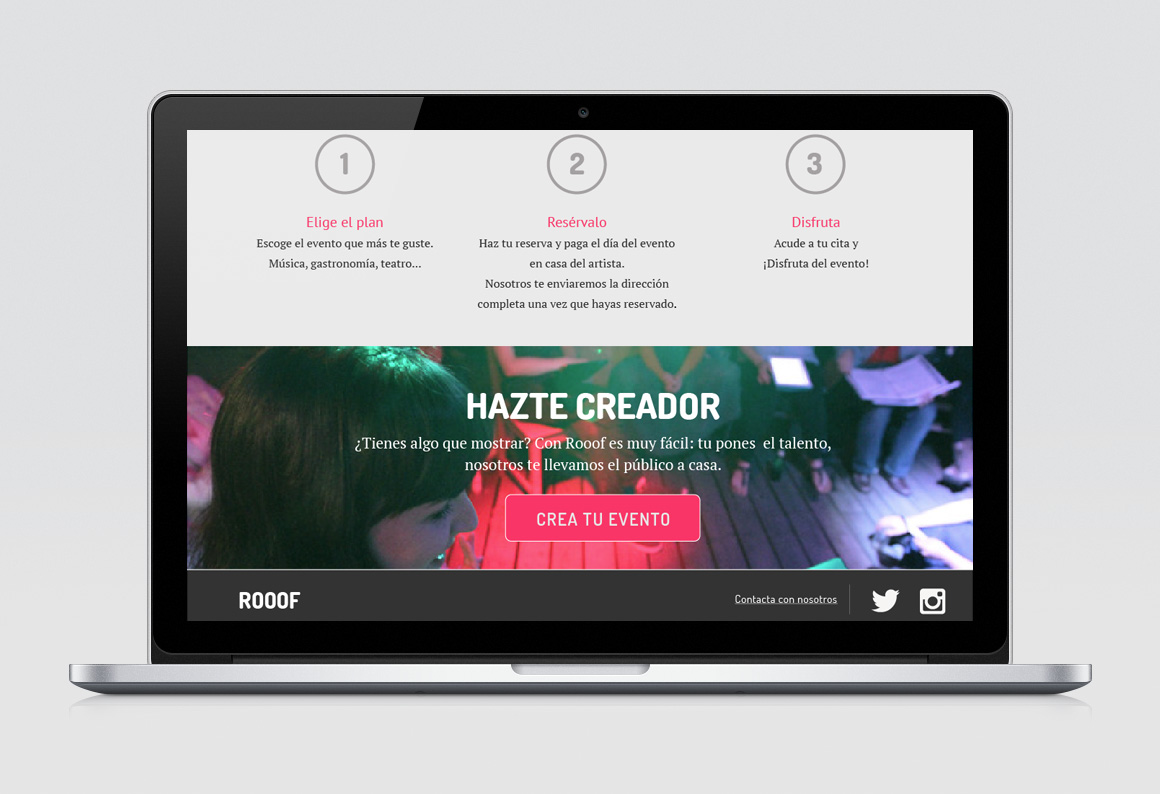 1
2
3
Elige el plan
Escoge el evento que más te guste.
Música, gastronomía, teatro...
Resérvalo
Haz tu reserva y paga el día del evento
en casa del artista.
Nosotros te enviaremos la dirección
completa una vez que hayas reservado.
Disfruta
Acude a tu cita y
¡Disfruta del evento!
HAZTE CREADOR
¿Tienes algo que mostrar? Con Rooof es muy fácil: tu pones el talento,
nosotros te llevamos el público a casa.
CREA TU EVENTO
ROOOF
Contacta con nosotros